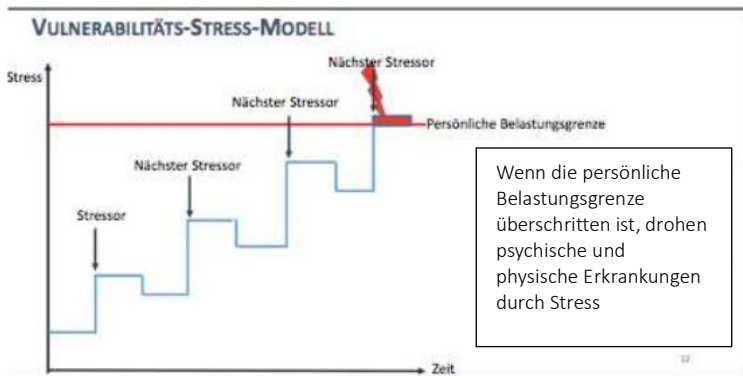 VULNERABILITÄTS-STRESS-MODELL
Stress
Nächster Stressor
Nächster Stressor
Persönliche Belastungsgrenze
Nächster Stressor
Stressor
Wenn die persönliche
Belastungsgrenze
überschritten ist, drohen
psychische und
physische Erkrankungen
durch Stress
Zeit
12